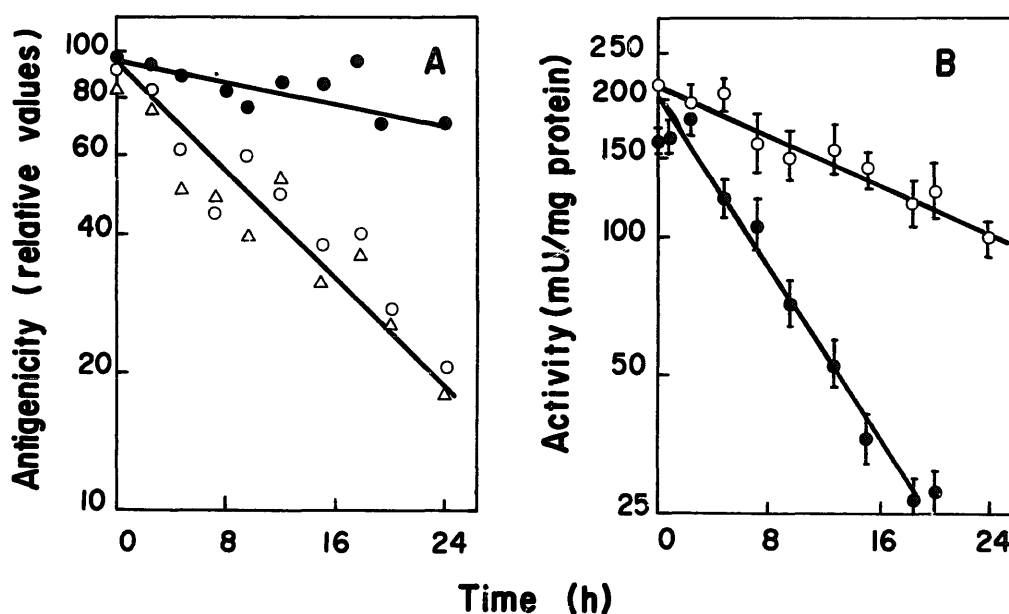 A
Antigenicity (relative values)
100
80
60
40
20
10
0 8 16 24
B
Activity (mU/mg protein)
250
200
150
100
50
25
0 8 16 24
Time (h)